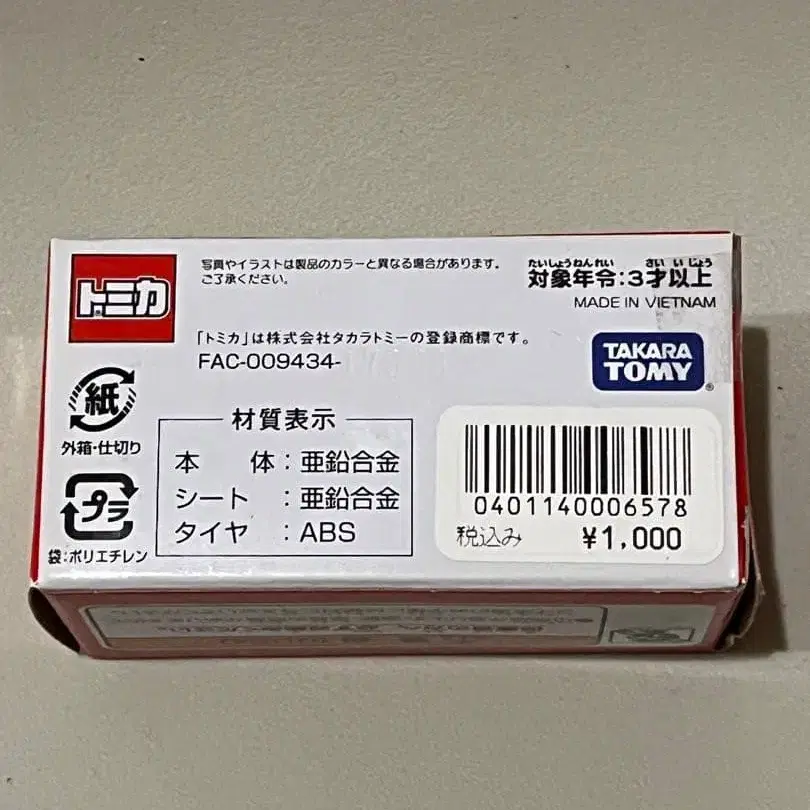 トミカ
写真やイラストは製品のカラーと異なる場合があります。
ご了承ください。
たいしょうねんれい さい いじょう
対象年令:3才以上
MADE IN VIETNAM
「トミカ」は株式会社タカラトミーの登録商標です。
FAC-009434-
TAKARA
TOMY
紙
外箱・仕切り
プラ
袋:ポリエチレン
材質表示
本体:亜鉛合金
シート:亜鉛合金
タイヤ:ABS
0401140006578
税込み ¥1,000